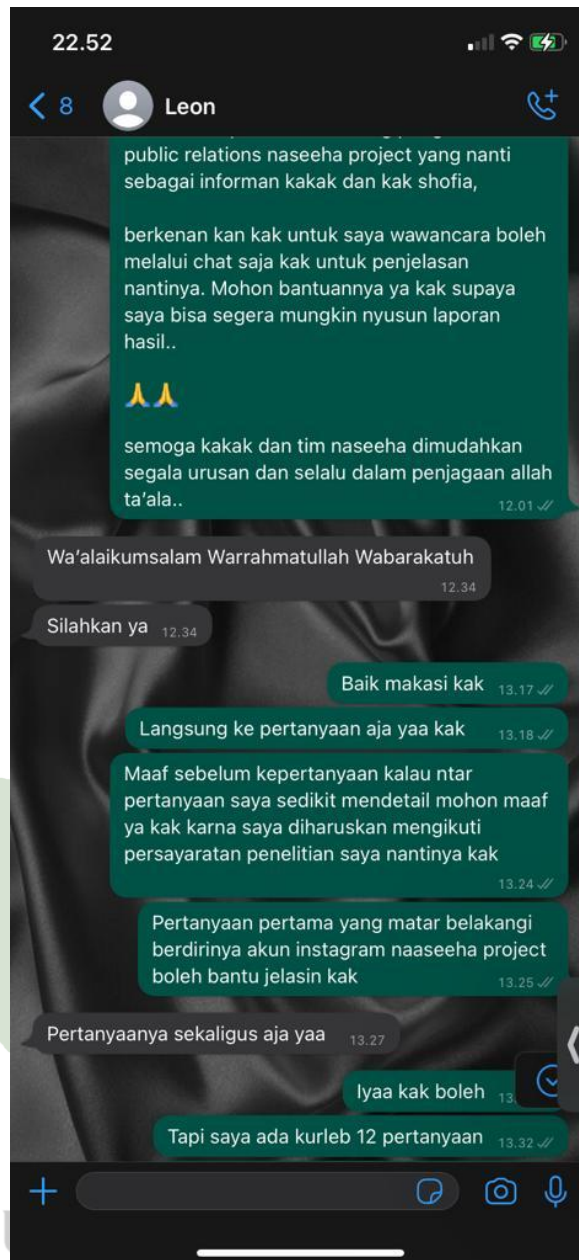 22.52
8 Leon
public relations naseeha project yang nanti
sebagai informan kakak dan kak shofia,
berkenan kan kak untuk saya wawancara boleh
melalui chat saja kak untuk penjelasan
nantinya. Mohon bantuannya ya kak supaya
saya bisa segera mungkin nyusun laporan
hasil..
🙏🙏
semoga kakak dan tim naseeha dimudahkan
segala urusan dan selalu dalam penjagaan allah
ta'ala.. 12.01
Wa'alaikumsalam Warrahmatullah Wabarakatuh
12.34
Silahkan ya 12.34
Baik makasi kak 13.17
Langsung ke pertanyaan aja yaa kak 13.18
Maaf sebelum kepertanyaan kalau ntar
pertanyaan saya sedikit mendetail mohon maaf
ya kak karna saya diharuskan mengikuti
persayaratan penelitian saya nantinya kak
13.24
Pertanyaan pertama yang matar belakangi
berdirinya akun instagram naaseeha project
boleh bantu jelasin kak 13.25
Pertanyaanya sekaligus aja yaa 13.27
Iyaa kak boleh
Tapi saya ada kurleb 12 pertanyaan 13.32